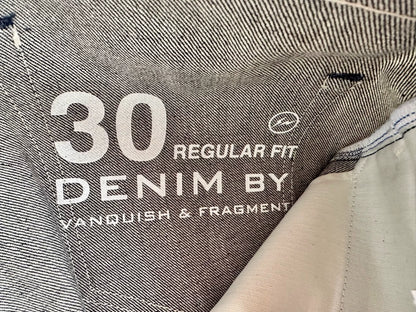 30 REGULAR FIT
DENIM BY
VANQUISH & FRAGMENT